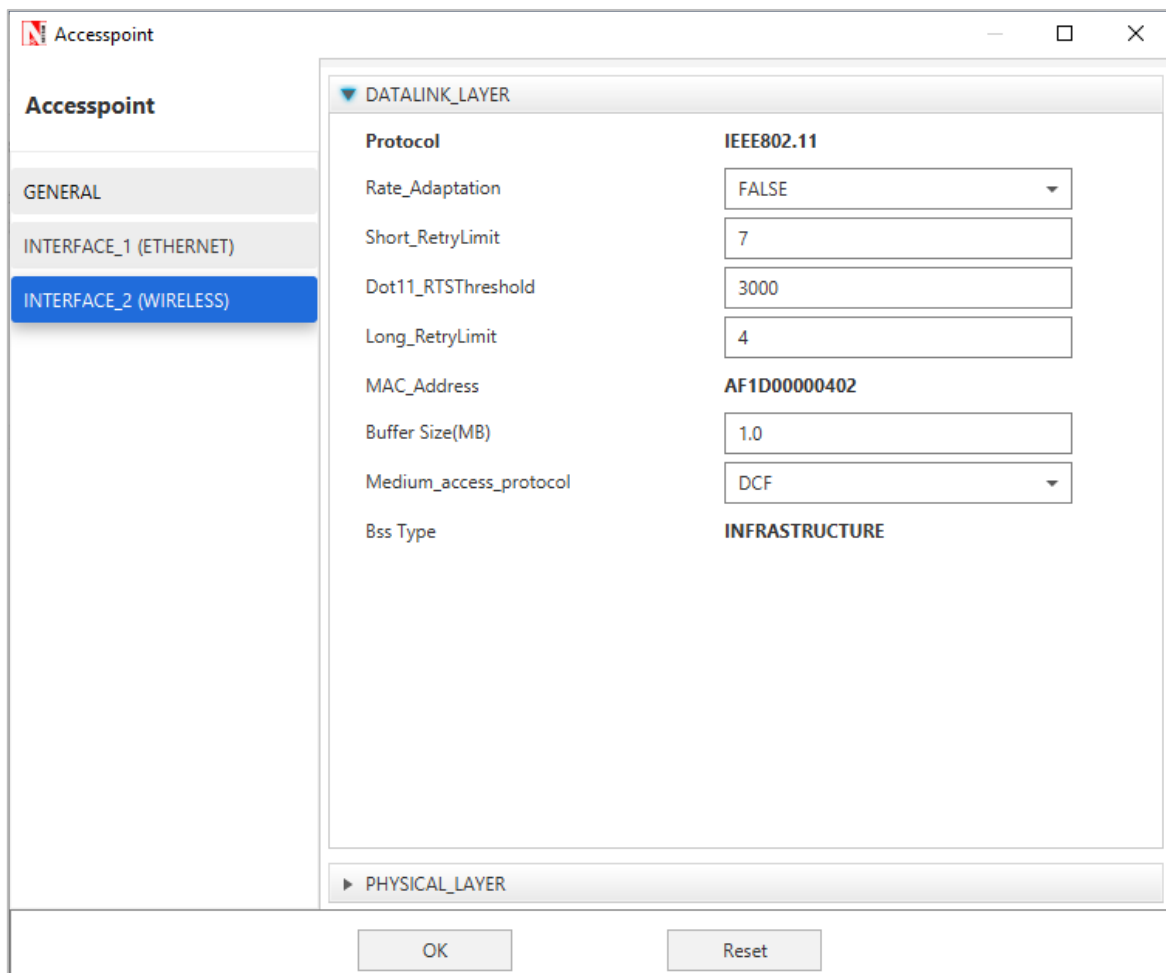 Accesspoint
Accesspoint
GENERAL
INTERFACE_1 (ETHERNET)
INTERFACE_2 (WIRELESS)
DATALINK_LAYER
Protocol IEEE802.11
Rate_Adaptation FALSE
Short_RetryLimit 7
Dot11_RTSThreshold 3000
Long_RetryLimit 4
MAC_Address AF1D00000402
Buffer Size(MB) 1.0
Medium_access_protocol DCF
Bss Type INFRASTRUCTURE
PHYSICAL_LAYER
OK Reset